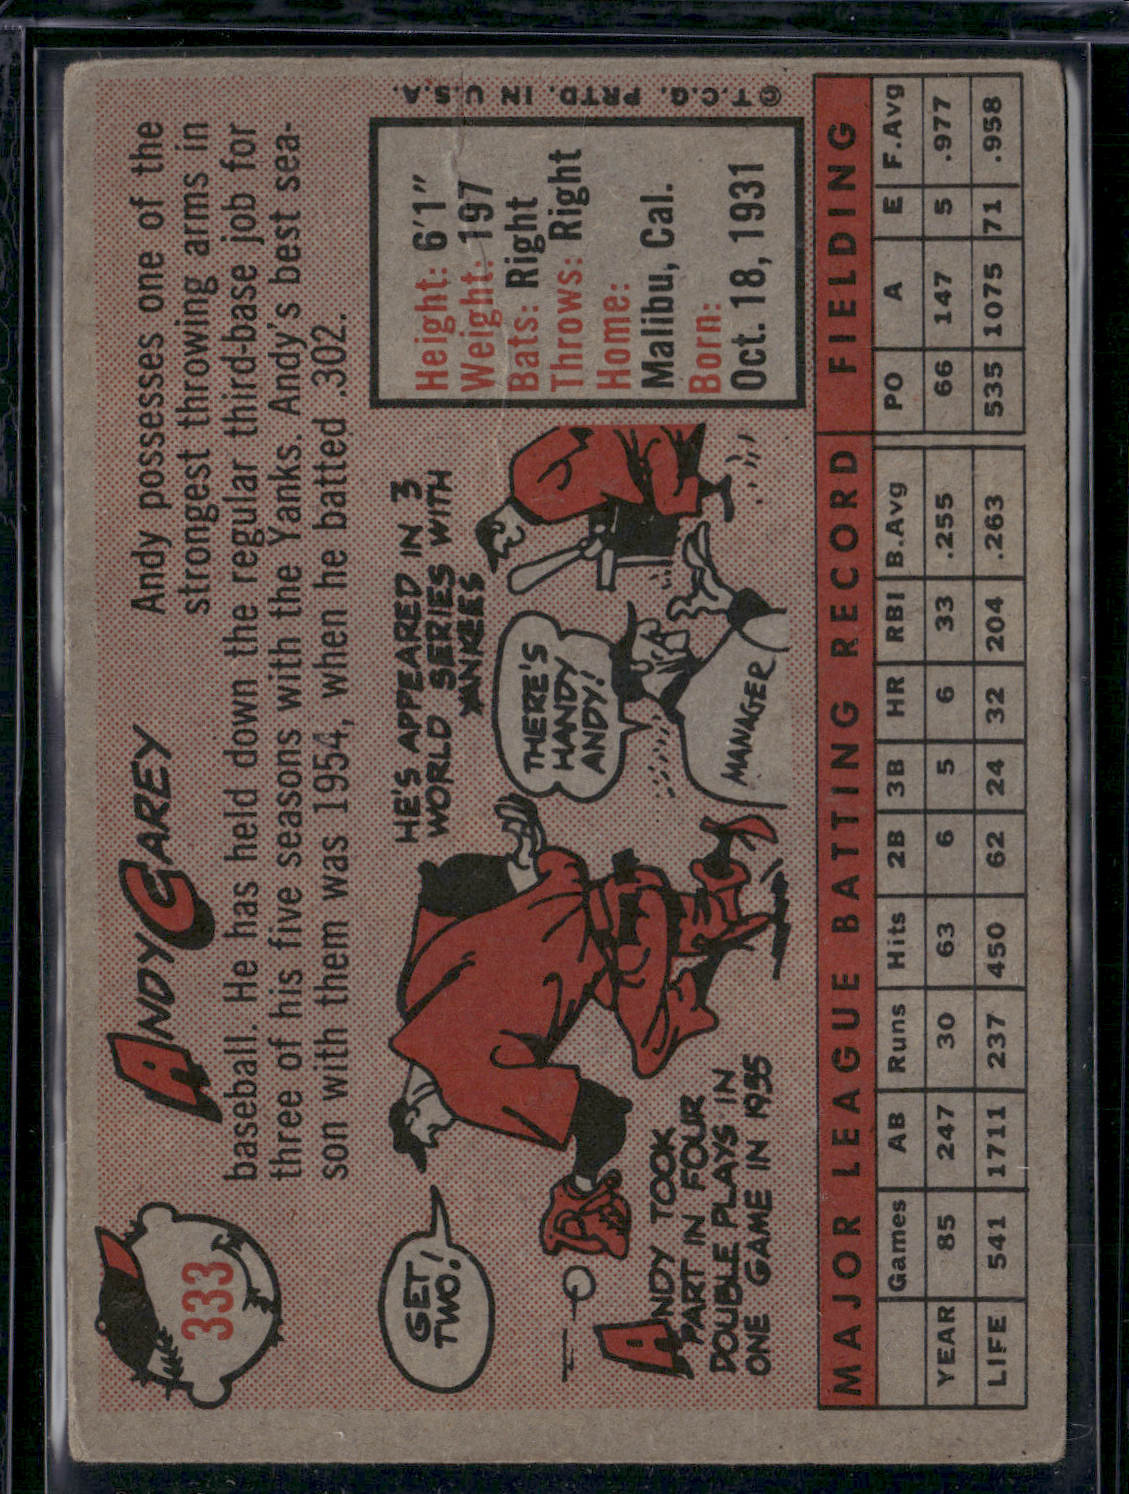 333
ANDY CAREY
Andy possesses one of the
strongest throwing arms in
baseball. He has held down the regular third-base job for
three of his five seasons with the Yanks. Andy's best sea-
son with them was 1954, when he batted .302.
GET
TWO!
ANDY TOOK
PART IN FOUR
DOUBLE PLAYS IN
ONE GAME IN 1955
HE'S APPEARED IN 3
WORLD SERIES WITH
YANKEES
THERE'S
HANDY
ANDY!
MANAGER
Height: 6'1"
Weight: 197
Bats: Right
Throws: Right
Home:
Malibu, Cal.
Born:
Oct. 18, 1931
© T.C.G. PRTD. IN U.S.A.
MAJOR LEAGUE BATTING RECORD FIELDING
Games AB Runs Hits 2B 3B HR RBI B.Avg PO A E F.Avg
YEAR 85 247 30 63 6 5 6 33 .255 66 147 5 .977
LIFE 541 1711 237 450 62 24 32 204 .263 535 1075 71 .958